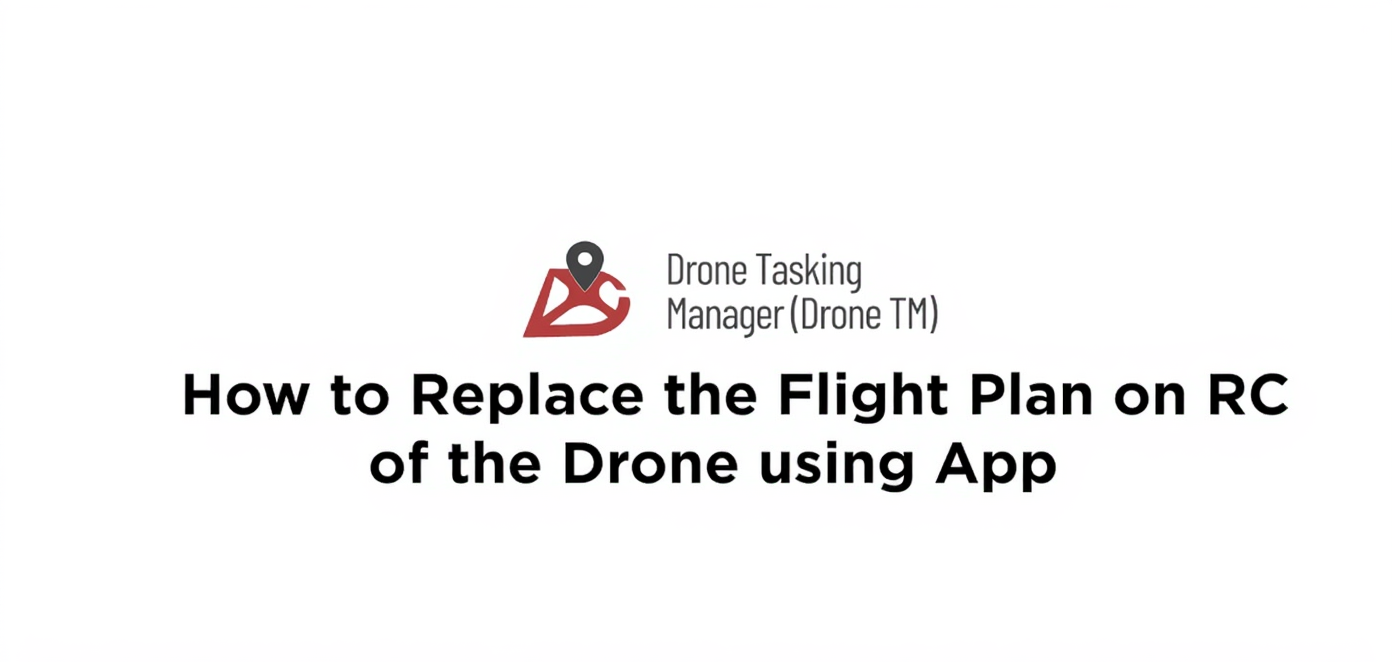 Drone Tasking
Manager (Drone TM)
How to Replace the Flight Plan on RC
of the Drone using App